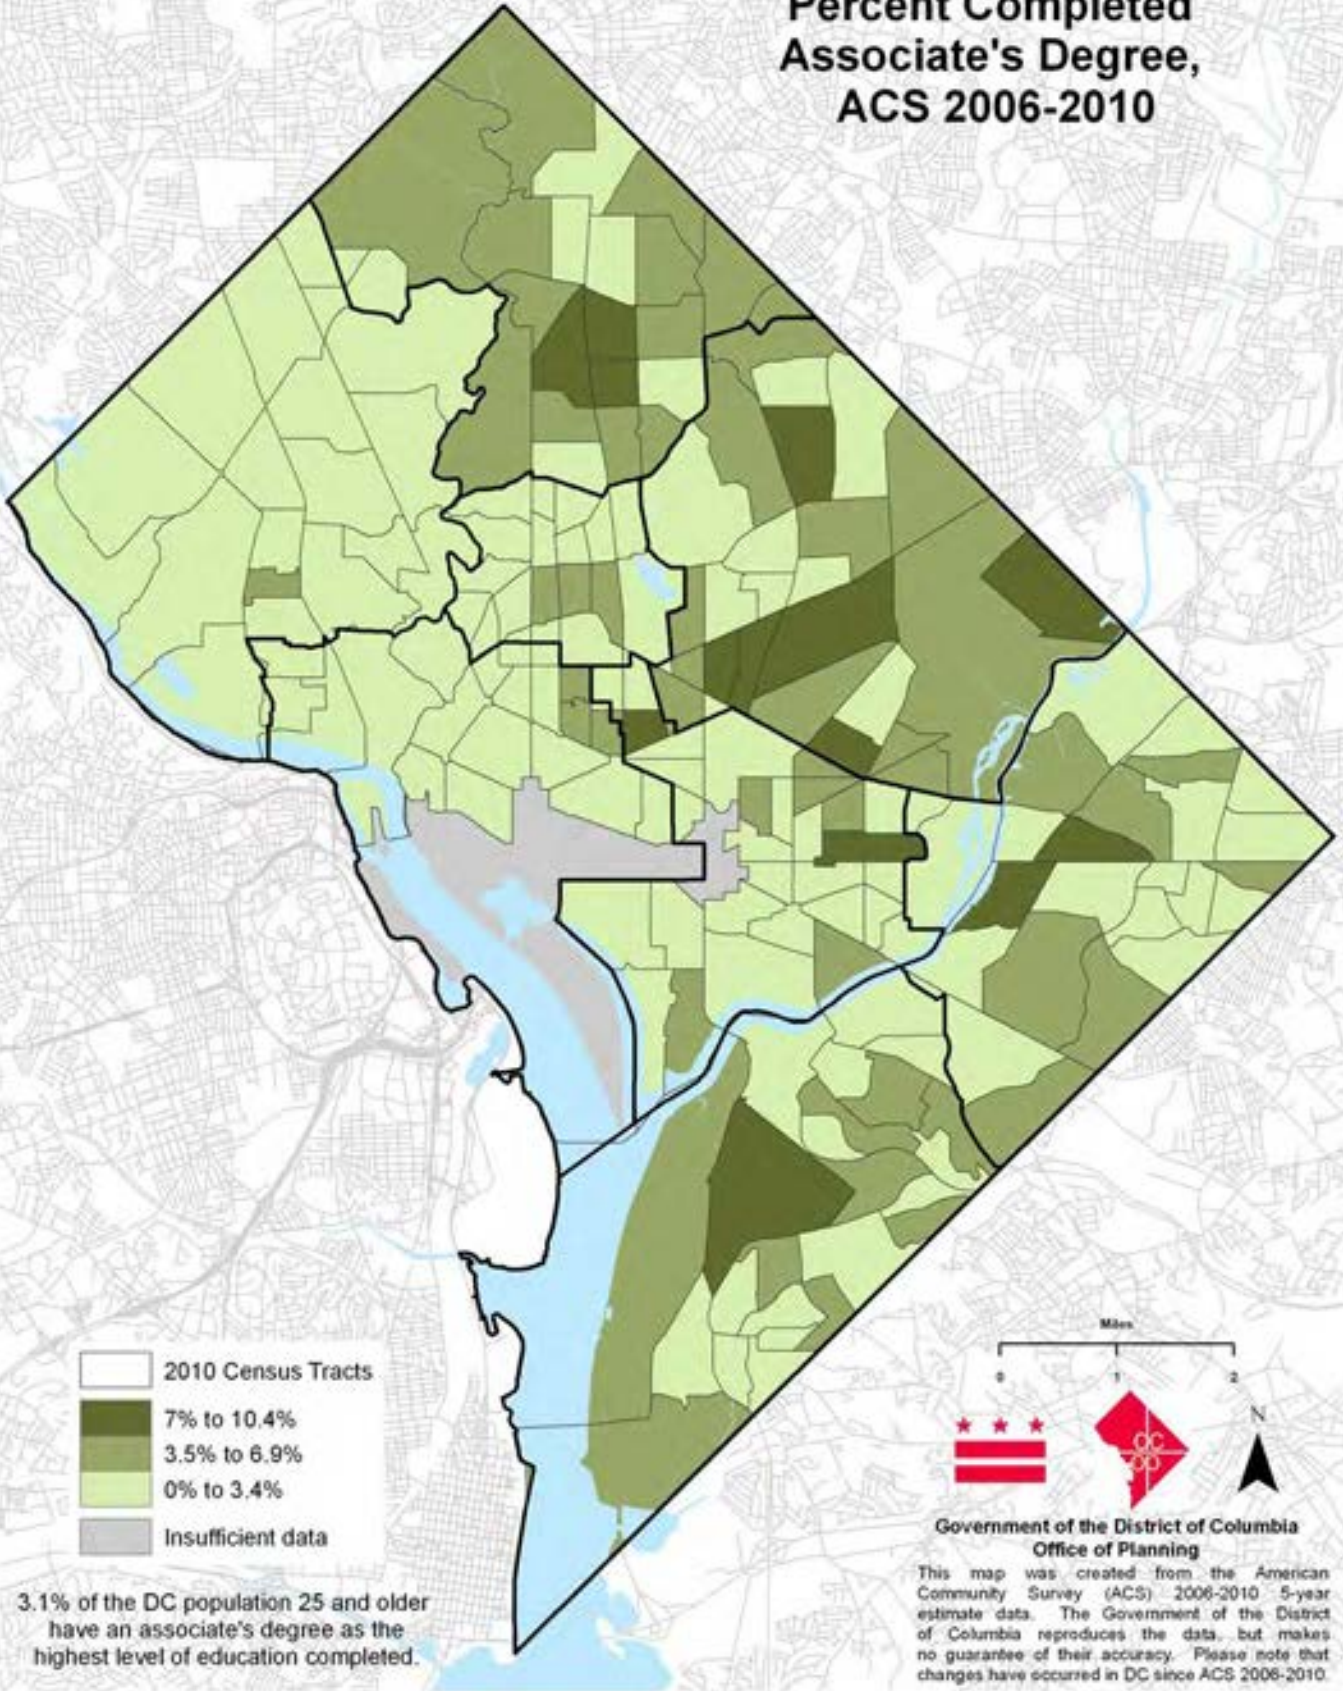 Percent Completed
Associate's Degree,
ACS 2006-2010
2010 Census Tracts
7% to 10.4%
3.5% to 6.9%
0% to 3.4%
Insufficient data
3.1% of the DC population 25 and older
have an associate's degree as the
highest level of education completed.
Miles
0 1 2
N
DC
OP
Government of the District of Columbia
Office of Planning
This map was created from the American
Community Survey (ACS) 2006-2010 5-year
estimate data. The Government of the District
of Columbia reproduces the data, but makes
no guarantee of their accuracy. Please note that
changes have occurred in DC since ACS 2006-2010.